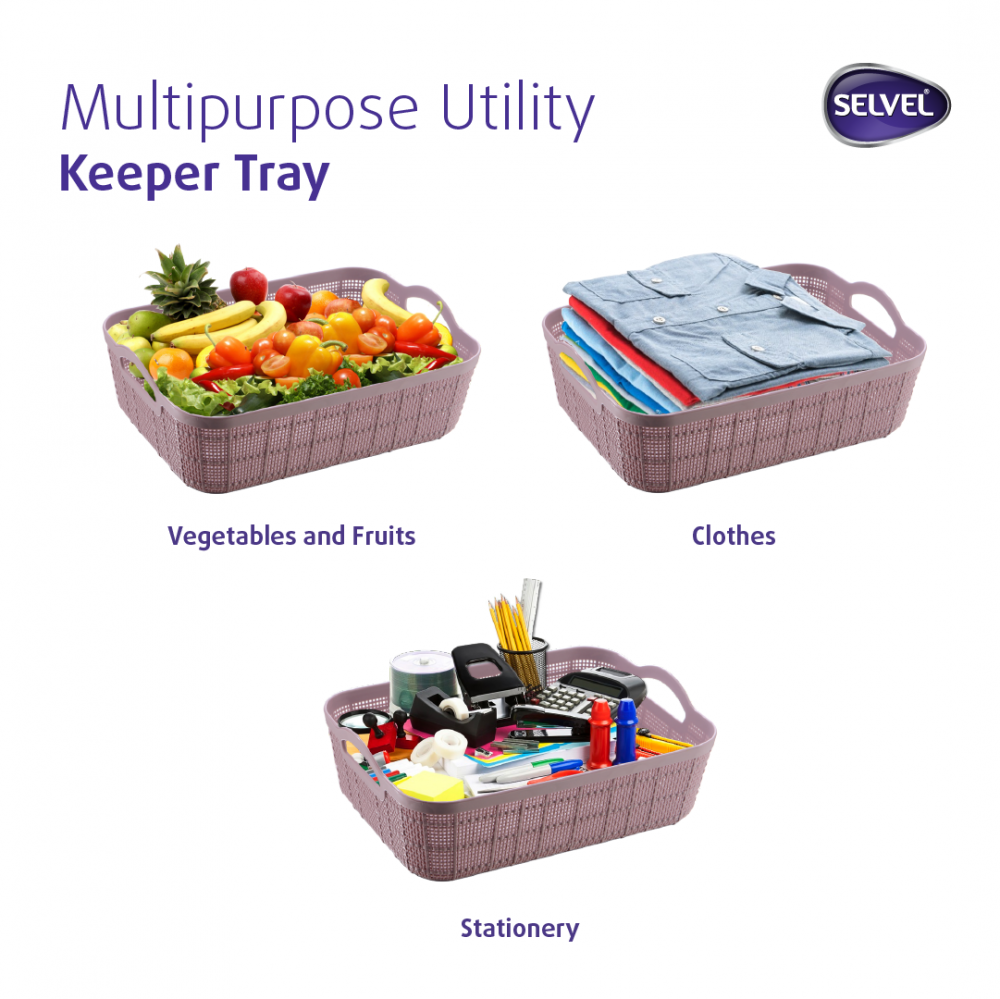 Multipurpose Utility
Keeper Tray
SELVEL®
Vegetables and Fruits
Clothes
Stationery